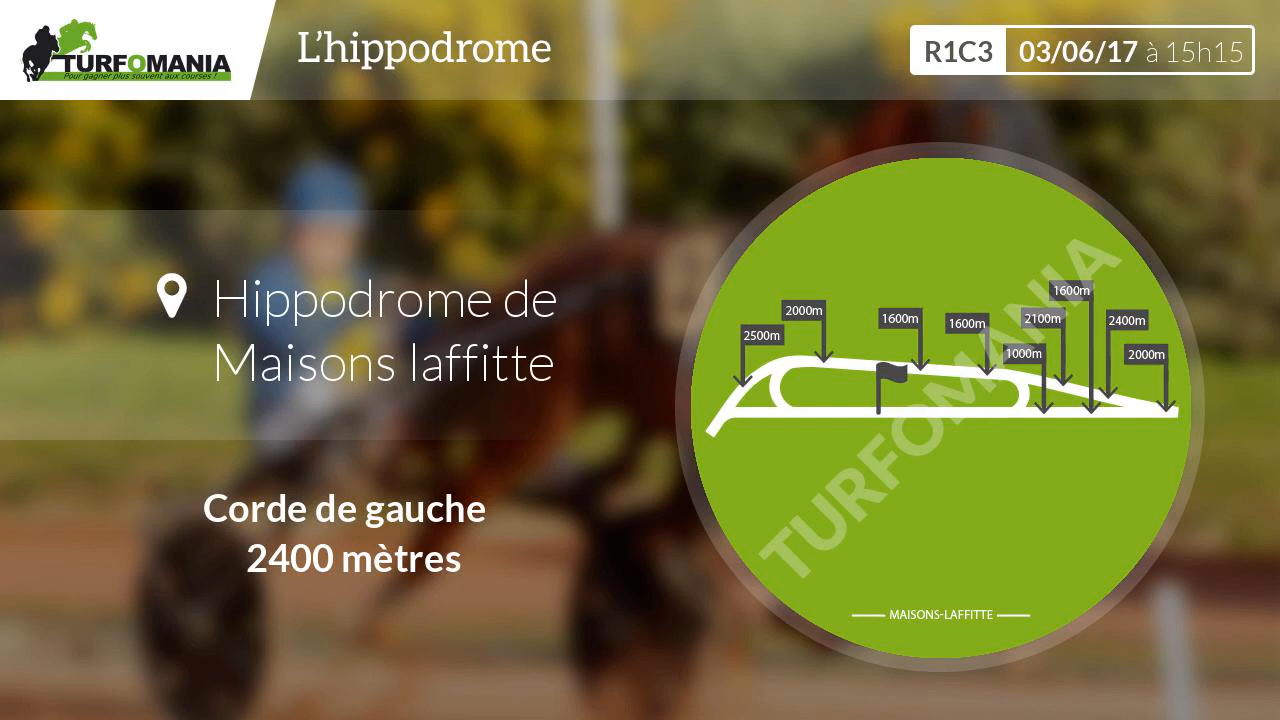 TURFOMANIA
Pour gagner plus souvent aux courses !
L'hippodrome
R1C3 03/06/17 à 15h15
Hippodrome de
Maisons laffitte
Corde de gauche
2400 mètres
1600m
2000m
1600m
1600m
2100m
2400m
2500m
1000m
2000m
TURFOMANIA
MAISONS-LAFFITTE